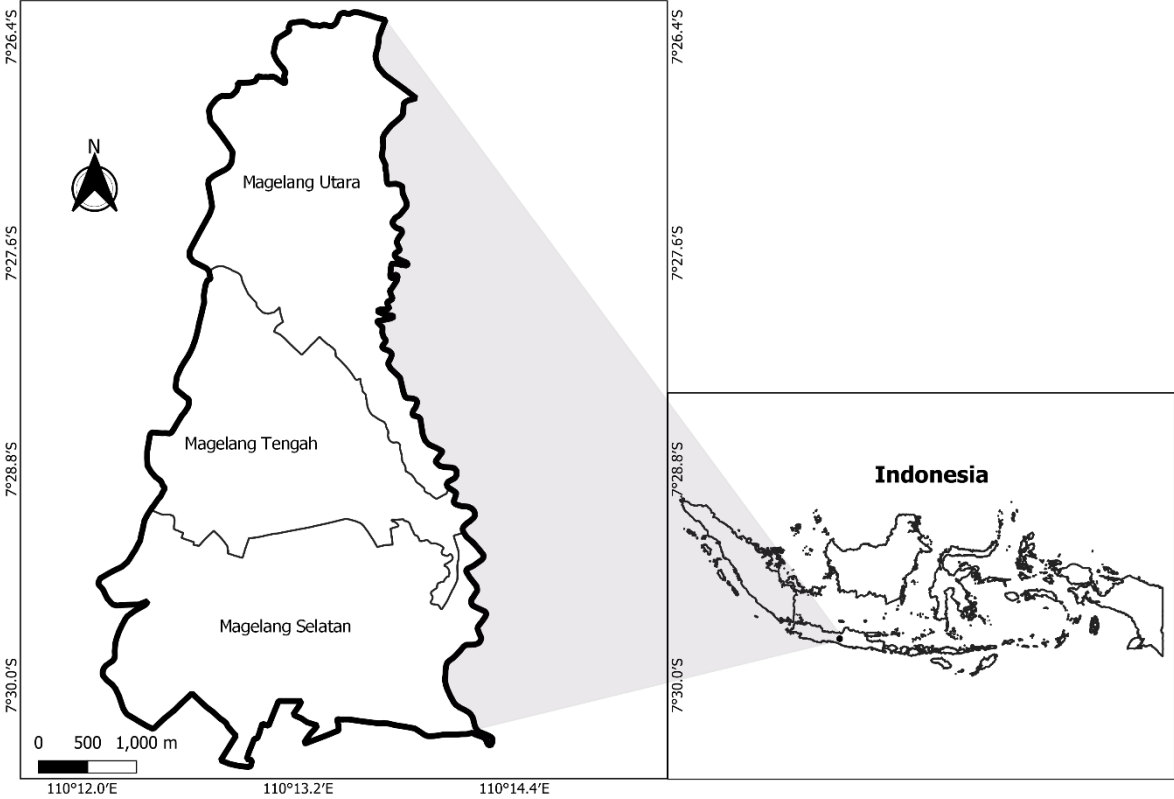 7°26.4′S
7°26.4′S
N
Magelang Utara
7°27.6′S
7°27.6′S
Magelang Tengah
7°28.8′S
7°28.8′S
Indonesia
Magelang Selatan
7°30.0′S
7°30.0′S
0 500 1,000 m
110°12.0′E 110°13.2′E 110°14.4′E